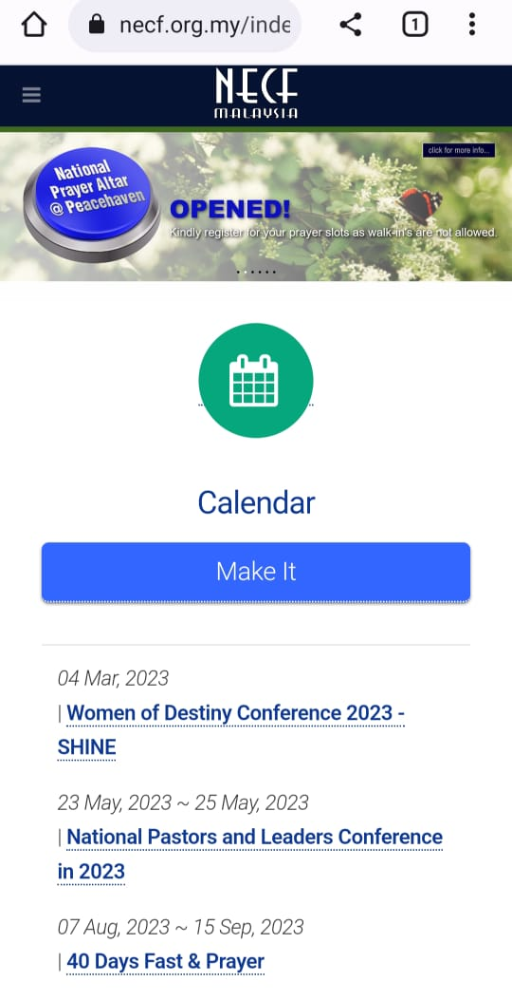 necf.org.my/inde
1
NECF
MALAYSIA
click for more info...
National
Prayer Altar
@ Peacehaven
OPENED!
Kindly register for your prayer slots as walk-in's are not allowed.
Calendar
Make It
04 Mar, 2023
| Women of Destiny Conference 2023 -
SHINE
23 May, 2023 ~ 25 May, 2023
| National Pastors and Leaders Conference
in 2023
07 Aug, 2023 ~ 15 Sep, 2023
| 40 Days Fast & Prayer